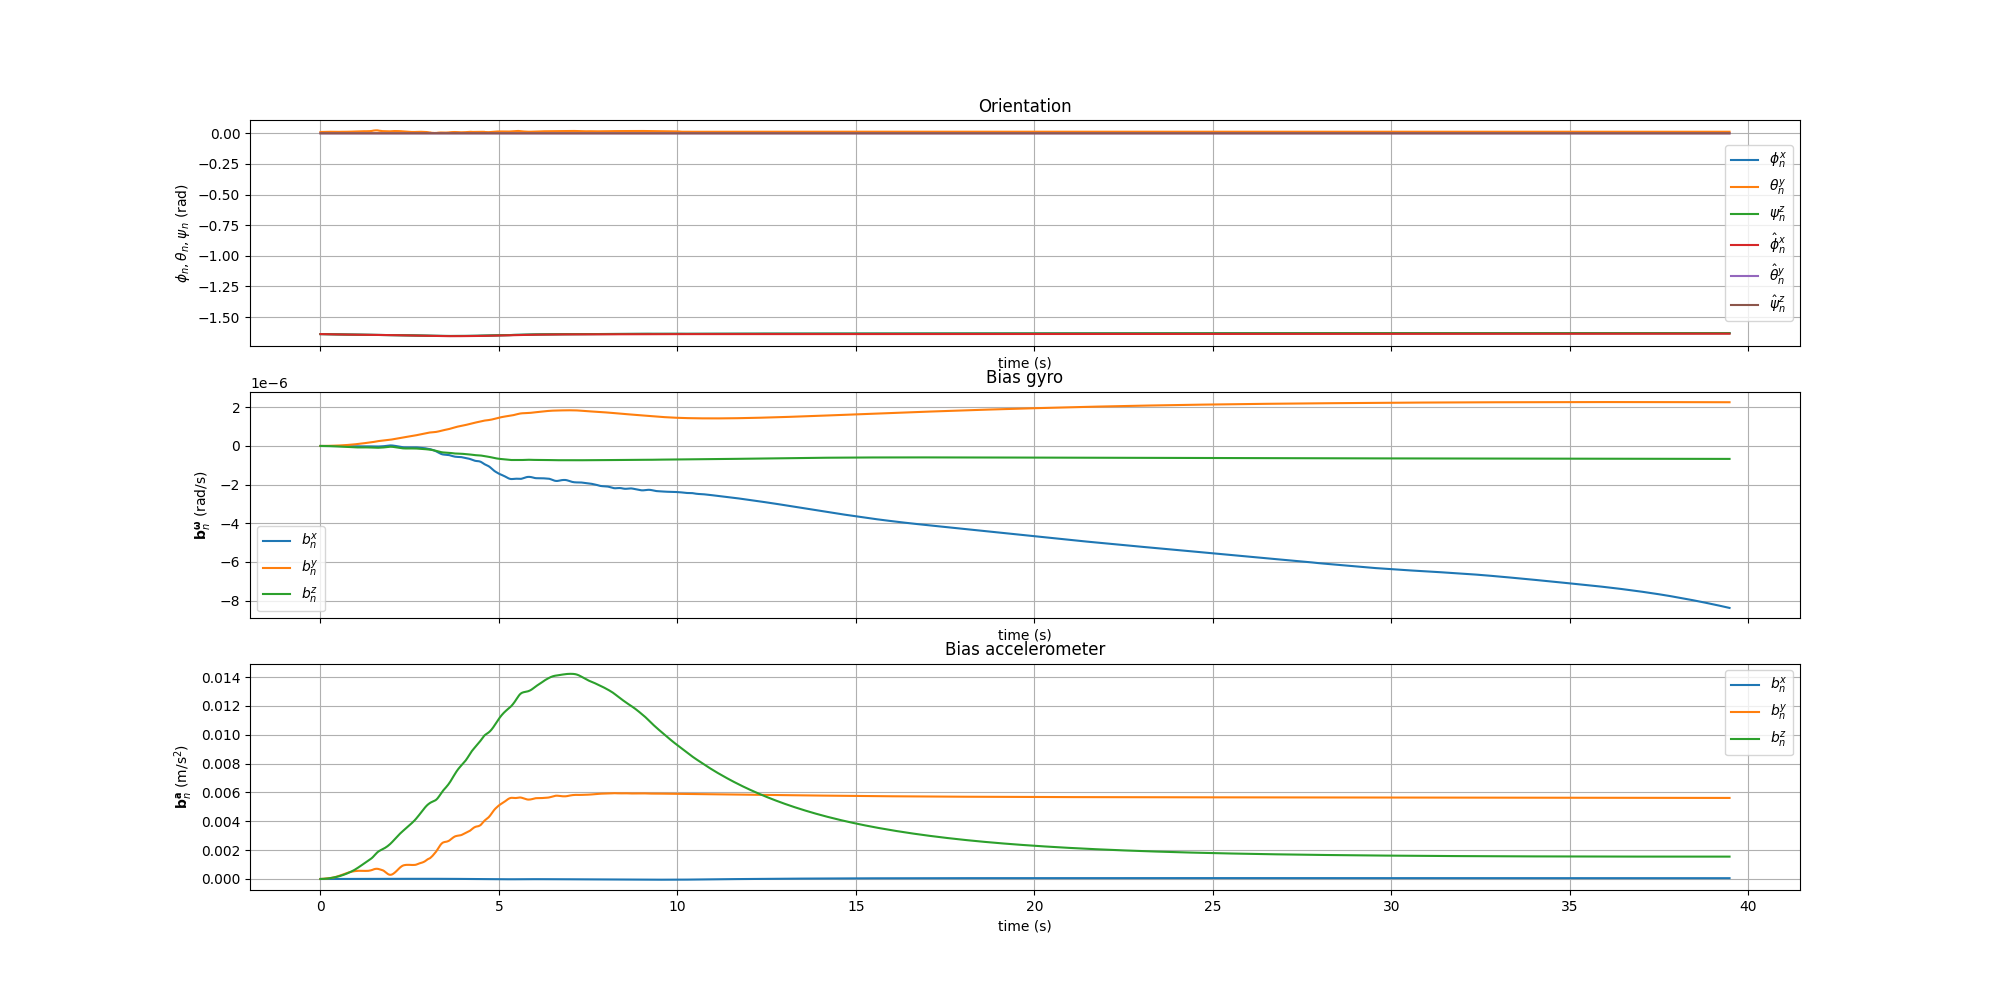 Orientation
ϕₙ, θₙ, ψₙ (rad)
0.00
−0.25
−0.50
−0.75
−1.00
−1.25
−1.50
ϕₙˣ
θₙʸ
ψₙᶻ
ϕ̂ₙˣ
θ̂ₙʸ
ψ̂ₙᶻ
time (s)
Bias gyro
1e−6
bₙ^ω (rad/s)
2
0
−2
−4
−6
−8
bₙˣ
bₙʸ
bₙᶻ
time (s)
Bias accelerometer
bₙᵃ (m/s²)
0.014
0.012
0.010
0.008
0.006
0.004
0.002
0.000
bₙˣ
bₙʸ
bₙᶻ
0 5 10 15 20 25 30 35 40
time (s)